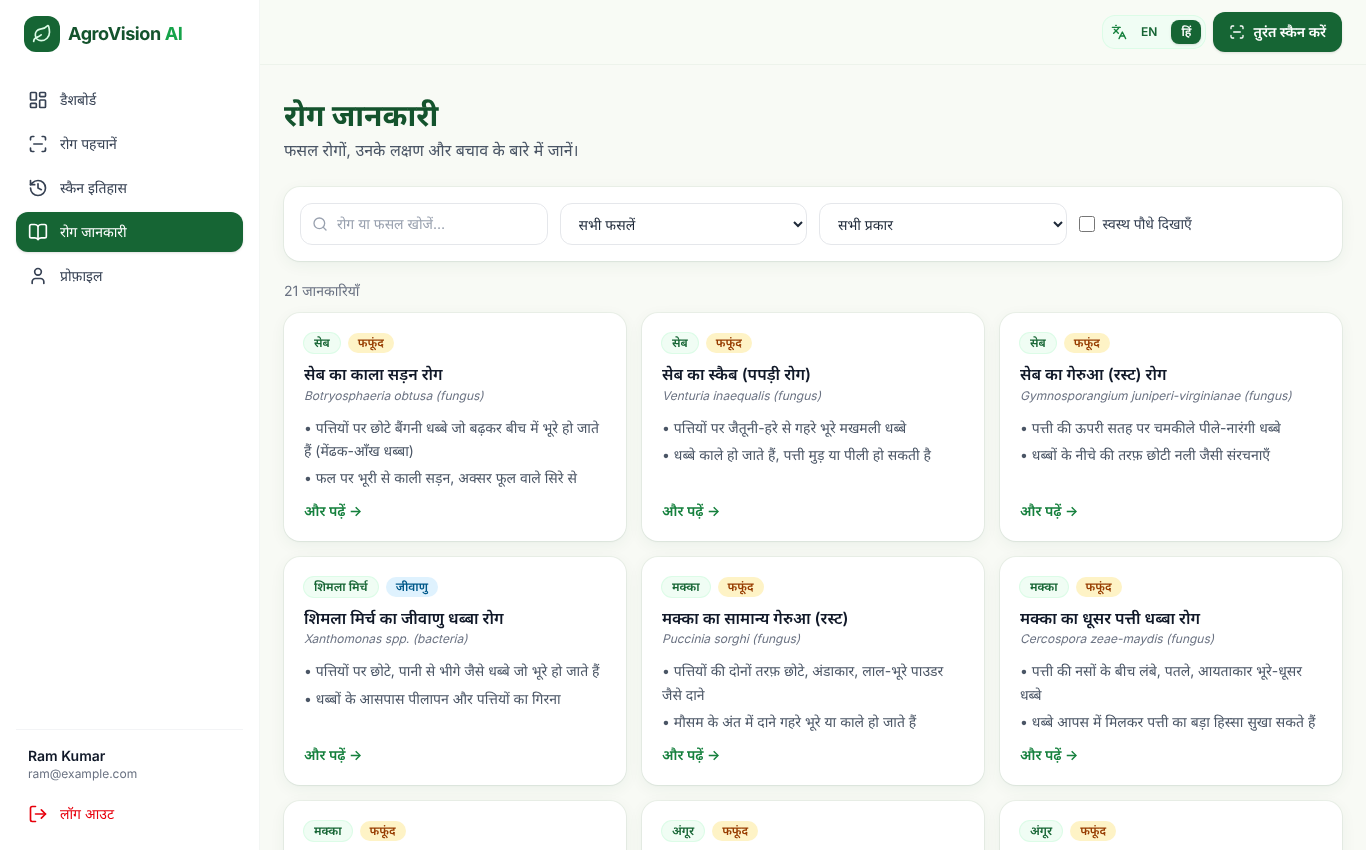 AgroVision AI
EN
हिं
तुरंत स्कैन करें
डैशबोर्ड
रोग पहचानें
स्कैन इतिहास
रोग जानकारी
प्रोफ़ाइल
रोग जानकारी
फसल रोगों, उनके लक्षण और बचाव के बारे में जानें।
रोग या फसल खोजें...
सभी फसलें
सभी प्रकार
स्वस्थ पौधे दिखाएँ
21 जानकारियाँ
सेब फफूंद
सेब का काला सड़न रोग
Botryosphaeria obtusa (fungus)
• पत्तियों पर छोटे बैंगनी धब्बे जो बढ़कर बीच में भूरे हो जाते
हैं (मेंढक-आँख धब्बा)
• फल पर भूरी से काली सड़न, अक्सर फूल वाले सिरे से
और पढ़ें →
सेब फफूंद
सेब का स्कैब (पपड़ी रोग)
Venturia inaequalis (fungus)
• पत्तियों पर जैतूनी-हरे से गहरे भूरे मखमली धब्बे
• धब्बे काले हो जाते हैं, पत्ती मुड़ या पीली हो सकती है
और पढ़ें →
सेब फफूंद
सेब का गेरुआ (रस्ट) रोग
Gymnosporangium juniperi-virginianae (fungus)
• पत्ती की ऊपरी सतह पर चमकीले पीले-नारंगी धब्बे
• धब्बों के नीचे की तरफ़ छोटी नली जैसी संरचनाएँ
और पढ़ें →
शिमला मिर्च जीवाणु
शिमला मिर्च का जीवाणु धब्बा रोग
Xanthomonas spp. (bacteria)
• पत्तियों पर छोटे, पानी से भीगे जैसे धब्बे जो भूरे हो जाते हैं
• धब्बों के आसपास पीलापन और पत्तियों का गिरना
और पढ़ें →
मक्का फफूंद
मक्का का सामान्य गेरुआ (रस्ट)
Puccinia sorghi (fungus)
• पत्तियों की दोनों तरफ़ छोटे, अंडाकार, लाल-भूरे पाउडर
जैसे दाने
• मौसम के अंत में दाने गहरे भूरे या काले हो जाते हैं
और पढ़ें →
मक्का फफूंद
मक्का का धूसर पत्ती धब्बा रोग
Cercospora zeae-maydis (fungus)
• पत्ती की नसों के बीच लंबे, पतले, आयताकार भूरे-धूसर
धब्बे
• धब्बे आपस में मिलकर पत्ती का बड़ा हिस्सा सुखा सकते हैं
और पढ़ें →
मक्का फफूंद
अंगूर फफूंद
अंगूर फफूंद
Ram Kumar
ram@example.com
लॉग आउट